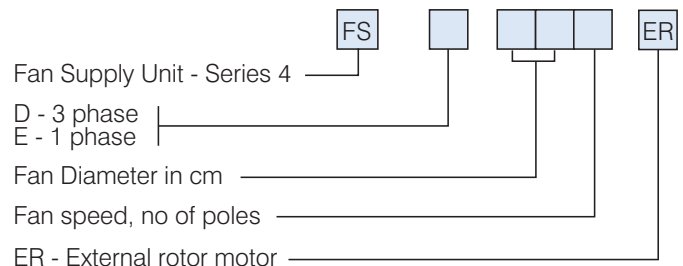 FS ER
Fan Supply Unit - Series 4
D - 3 phase
E - 1 phase
Fan Diameter in cm
Fan speed, no of poles
ER - External rotor motor